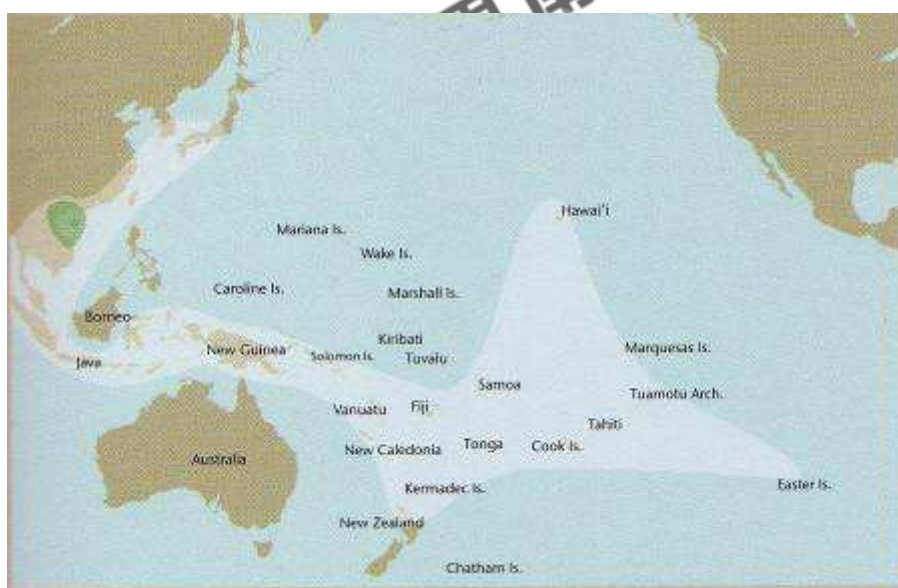 Hawai'i
Mariana Is.
Wake Is.
Caroline Is.
Marshall Is.
Borneo
Kiribati
New Guinea
Solomon Is.
Tuvalu
Marquesas Is.
Java
Samoa
Tuamotu Arch.
Vanuatu
Fiji
Tahiti
New Caledonia
Tonga
Cook Is.
Australia
Kermadec Is.
Easter Is.
New Zealand
Chatham Is.